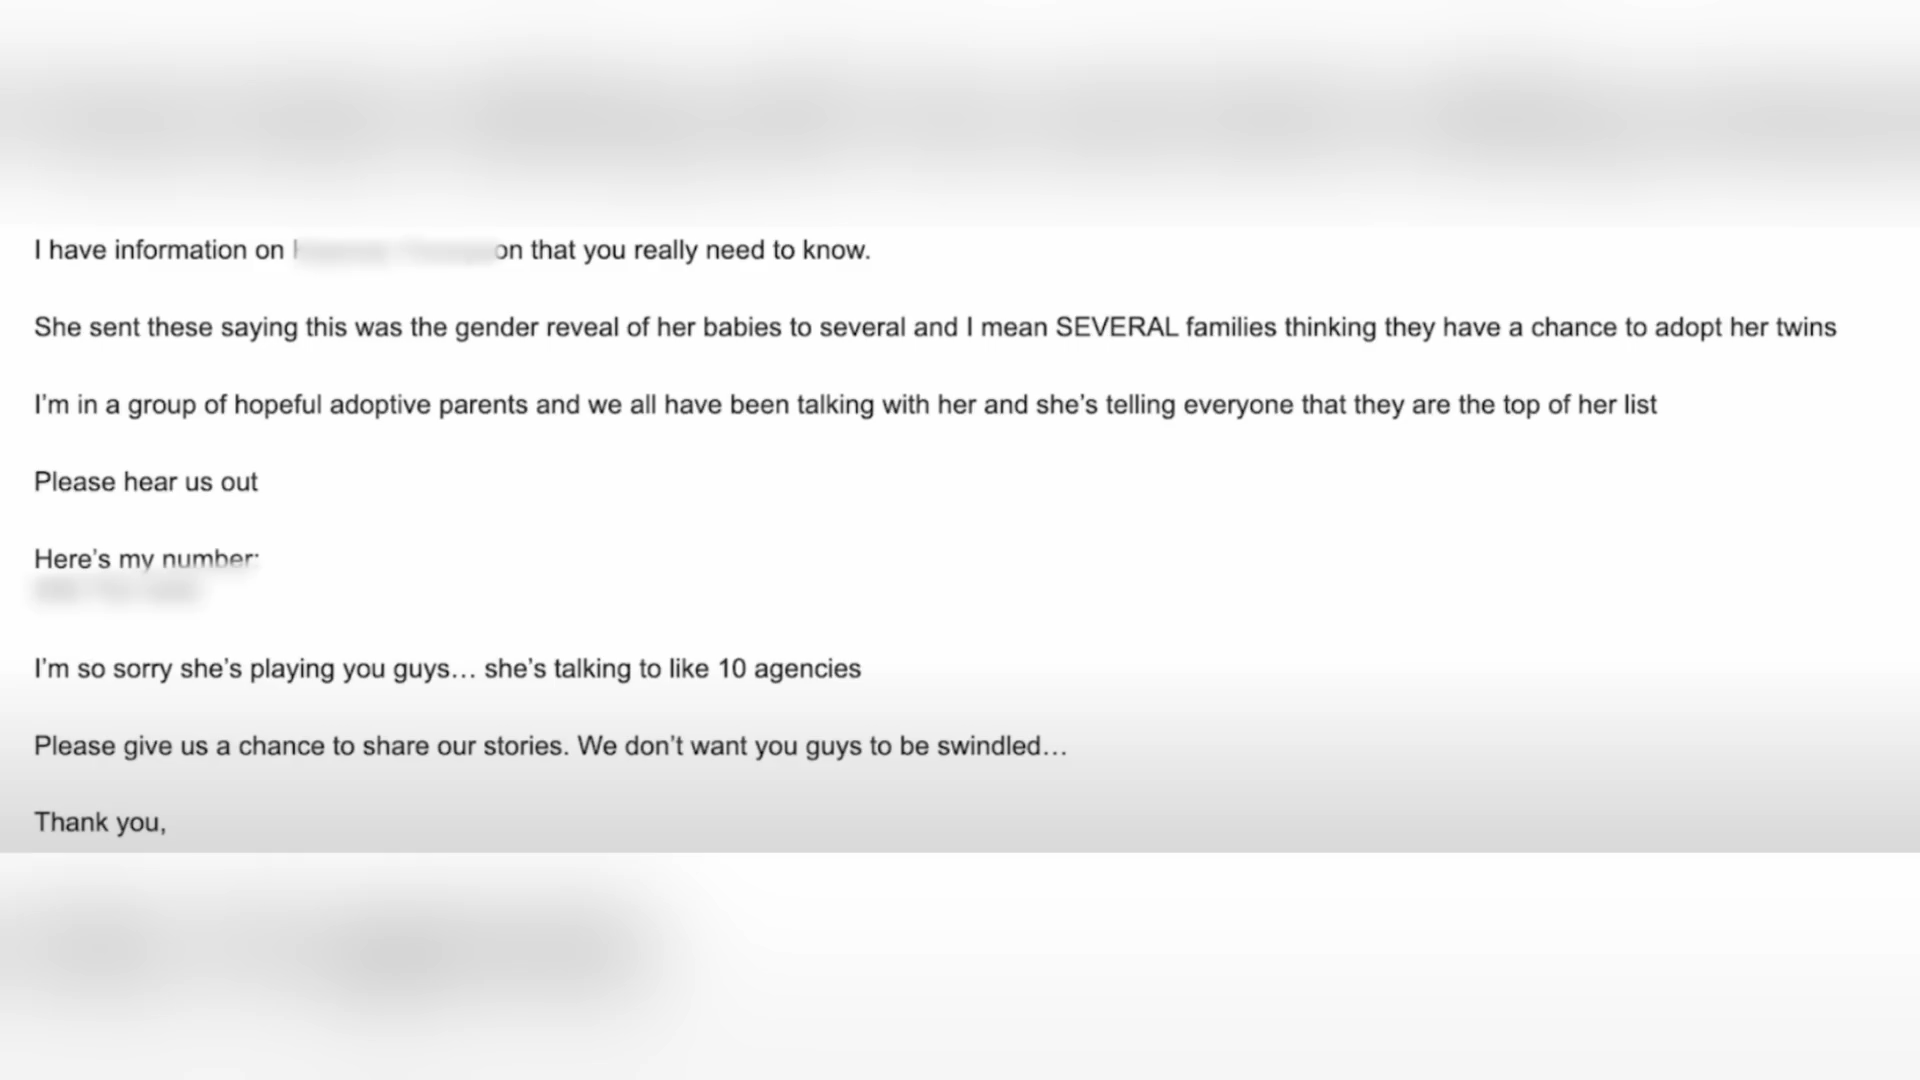 I have information on that you really need to know.
She sent these saying this was the gender reveal of her babies to several and I mean SEVERAL families thinking they have a chance to adopt her twins
I’m in a group of hopeful adoptive parents and we all have been talking with her and she’s telling everyone that they are the top of her list
Please hear us out
Here’s my number:
I’m so sorry she’s playing you guys… she’s talking to like 10 agencies
Please give us a chance to share our stories. We don’t want you guys to be swindled…
Thank you,